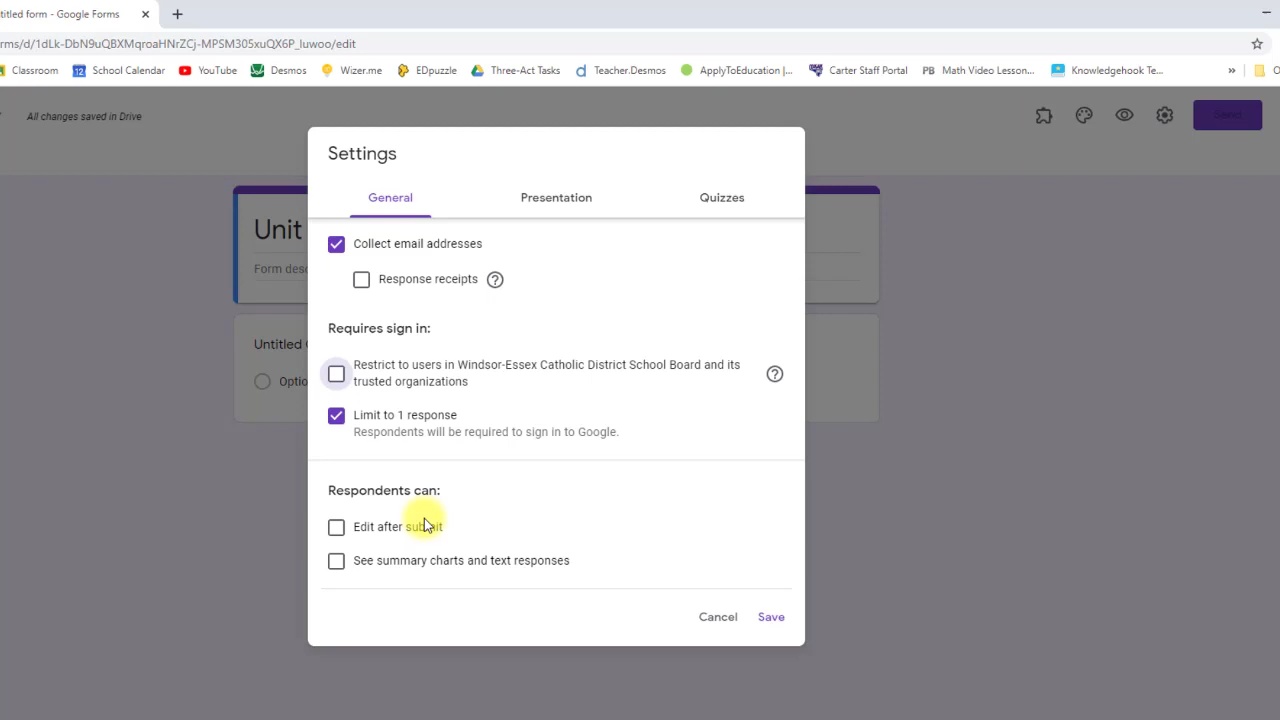 titled form - Google Forms
rms/d/1dLk-DbN9uQBXMqroaHNrZCj-MPSM305xuQX6P_luwoo/edit
Classroom
School Calendar
YouTube
Desmos
Wizer.me
EDpuzzle
Three-Act Tasks
Teacher.Desmos
ApplyToEducation |...
Carter Staff Portal
PB Math Video Lesson...
Knowledgehook Te...
»
All changes saved in Drive
Send
Settings
General
Presentation
Quizzes
Unit
Form desc
Collect email addresses
Response receipts
Requires sign in:
Untitled
Restrict to users in Windsor-Essex Catholic District School Board and its
trusted organizations
Optio
Limit to 1 response
Respondents will be required to sign in to Google.
Respondents can:
Edit after submit
See summary charts and text responses
Cancel
Save